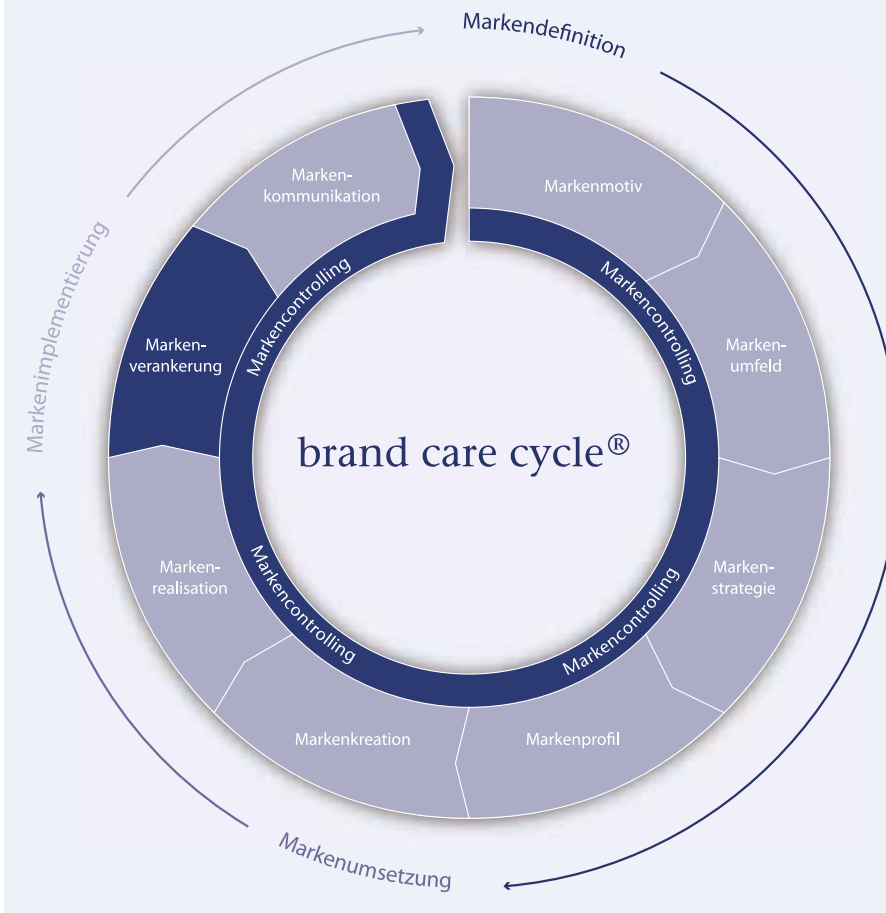 Markendefinition
Markenmotiv
Marken-
umfeld
Marken-
strategie
Markenprofil
Markenkreation
Marken-
realisation
Marken-
verankerung
Marken-
kommunikation
Markencontrolling
Markencontrolling
Markencontrolling
Markencontrolling
brand care cycle®
Markenumsetzung
Markenimplementierung